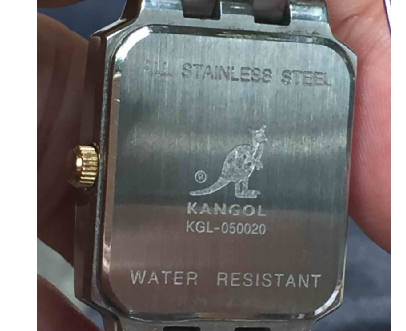 ALL STAINLESS STEEL
®
KANGOL
KGL-050020
WATER RESISTANT